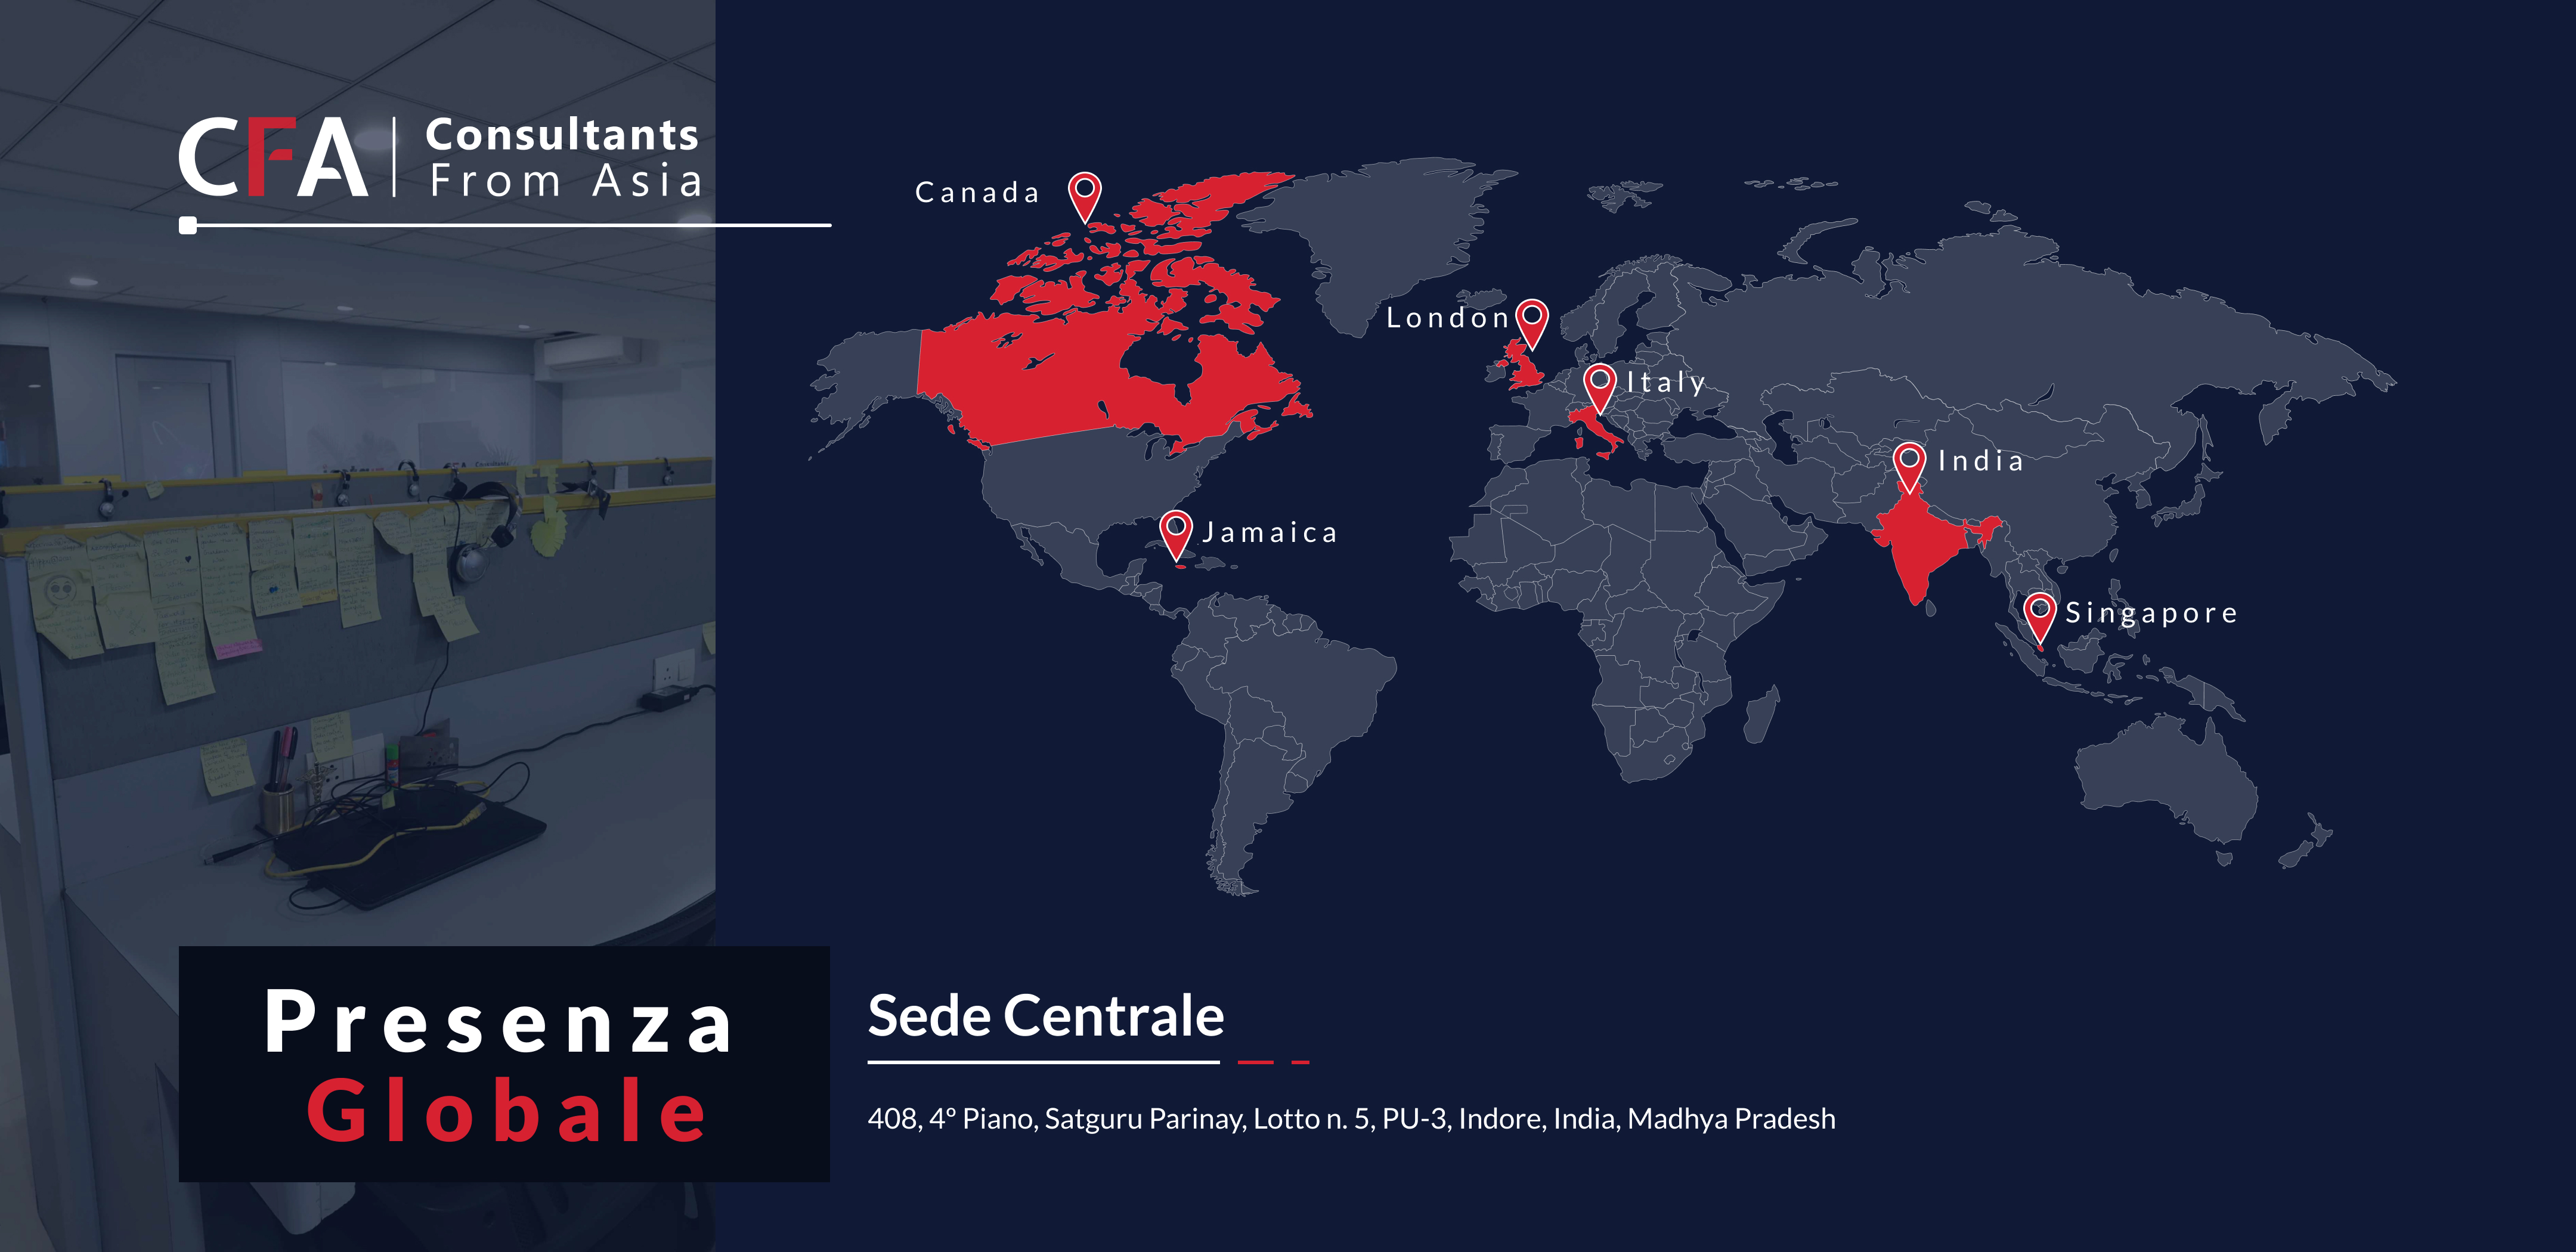 CFA
Consultants
From Asia
Canada
London
Italy
India
Jamaica
Singapore
Presenza
Globale
Sede Centrale
408, 4º Piano, Satguru Parinay, Lotto n. 5, PU-3, Indore, India, Madhya Pradesh